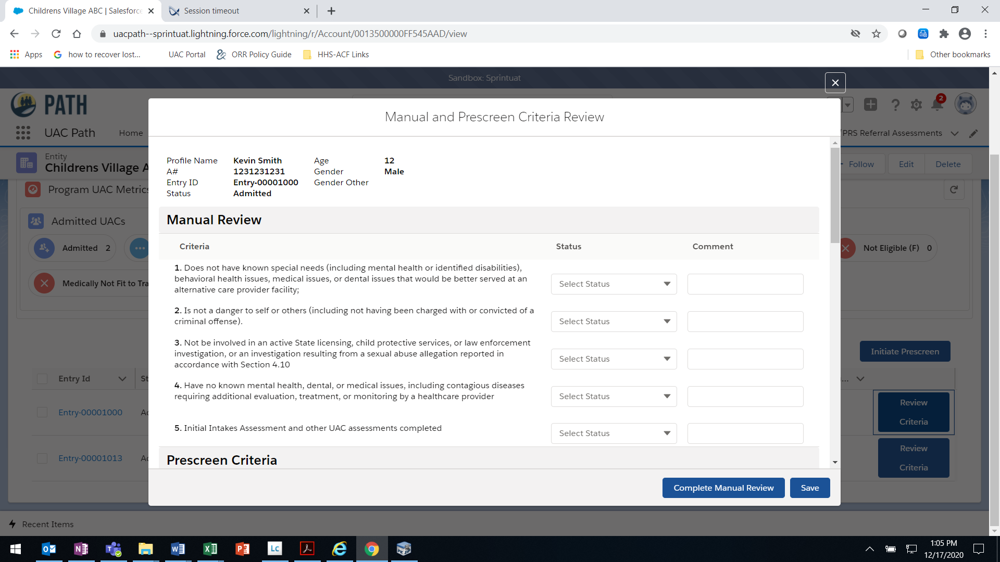 Childrens Village ABC | Salesforce
Session timeout
uacpath--sprintuat.lightning.force.com/lightning/r/Account/0013500000FF545AAD/view
Apps
how to recover lost...
UAC Portal
ORR Policy Guide
HHS-ACF Links
Other bookmarks
Sandbox: Sprintuat
PATH
2
UAC Path
Home
PRS Referral Assessments
Entity
Childrens Village A
Follow
Edit
Delete
Program UAC Metrics
Admitted UACs
Admitted 2
Not Eligible (F) 0
Medically Not Fit to Tra
Initiate Prescreen
Entry Id
St
...
Entry-00001000
Ac
Review
Criteria
Entry-00001013
Ac
Review
Criteria
Manual and Prescreen Criteria Review
Profile Name Kevin Smith Age 12
A# 1231231231 Gender Male
Entry ID Entry-00001000 Gender Other
Status Admitted
Manual Review
Criteria Status Comment
1. Does not have known special needs (including mental health or identified disabilities),
behavioral health issues, medical issues, or dental issues that would be better served at an
alternative care provider facility;
Select Status
2. Is not a danger to self or others (including not having been charged with or convicted of a
criminal offense).
Select Status
3. Not be involved in an active State licensing, child protective services, or law enforcement
investigation, or an investigation resulting from a sexual abuse allegation reported in
accordance with Section 4.10
Select Status
4. Have no known mental health, dental, or medical issues, including contagious diseases
requiring additional evaluation, treatment, or monitoring by a healthcare provider
Select Status
5. Initial Intakes Assessment and other UAC assessments completed
Select Status
Prescreen Criteria
Complete Manual Review
Save
Recent Items
Lc
1:05 PM
12/17/2020